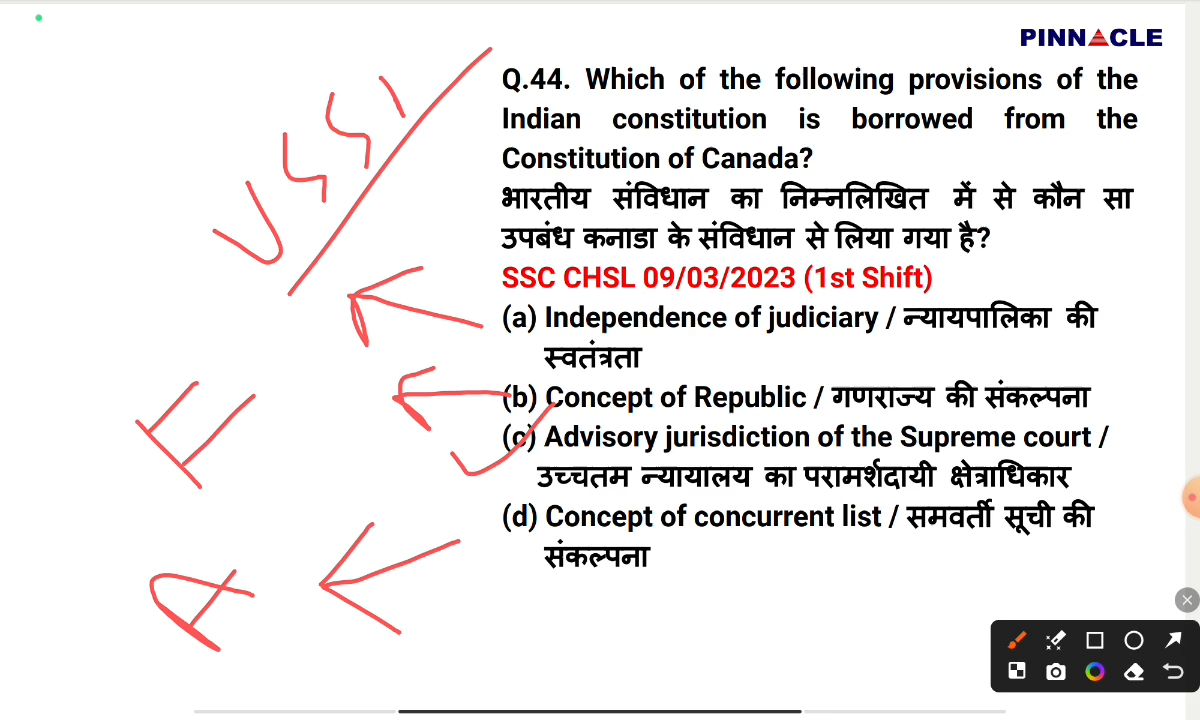 PINNACLE
Q.44. Which of the following provisions of the
Indian constitution is borrowed from the
Constitution of Canada?
भारतीय संविधान का निम्नलिखित में से कौन सा
उपबंध कनाडा के संविधान से लिया गया है?
SSC CHSL 09/03/2023 (1st Shift)
(a) Independence of judiciary / न्यायपालिका की
स्वतंत्रता
(b) Concept of Republic / गणराज्य की संकल्पना
(c) Advisory jurisdiction of the Supreme court /
उच्चतम न्यायालय का परामर्शदायी क्षेत्राधिकार
(d) Concept of concurrent list / समवर्ती सूची की
संकल्पना
F
A